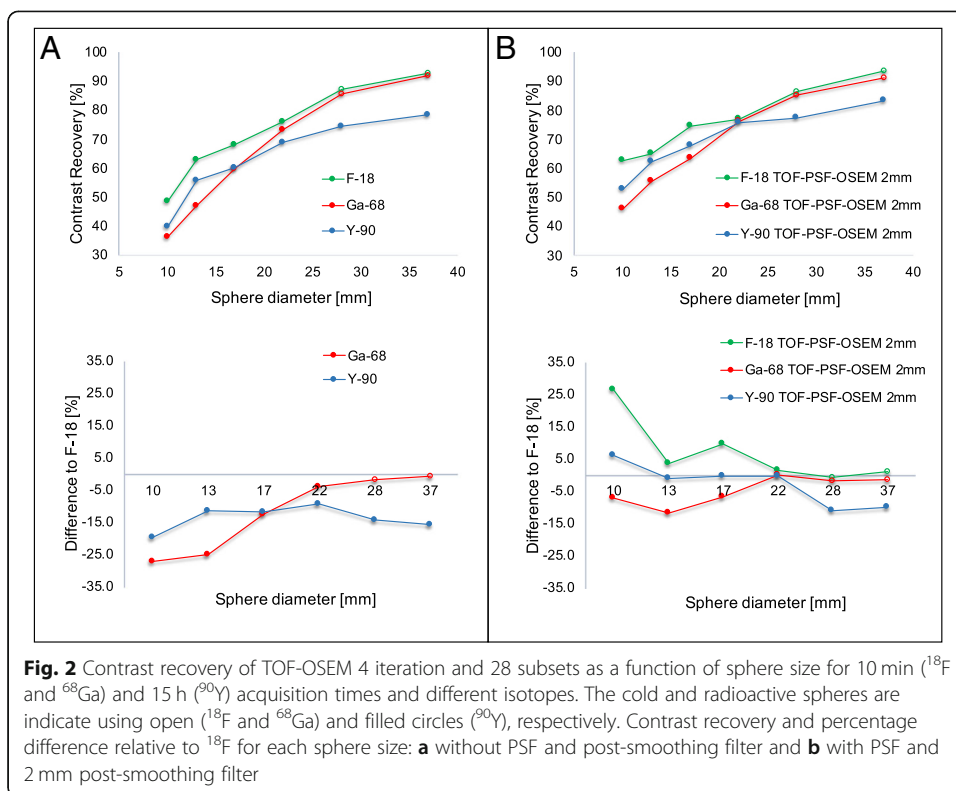 A
Contrast Recovery [%]
100
90
80
70
60
50
40
30
5 10 15 20 25 30 35 40
Sphere diameter [mm]
F-18
Ga-68
Y-90
Difference to F-18 [%]
35.0
25.0
15.0
5.0
-5.0
-15.0
-25.0
-35.0
10 13 17 22 28 37
Sphere diameter [mm]
Ga-68
Y-90
B
Contrast Recovery [%]
100
90
80
70
60
50
40
30
5 10 15 20 25 30 35 40
Sphere diameter [mm]
F-18 TOF-PSF-OSEM 2mm
Ga-68 TOF-PSF-OSEM 2mm
Y-90 TOF-PSF-OSEM 2mm
Difference to F-18 [%]
35.0
25.0
15.0
5.0
-5.0
-15.0
-25.0
-35.0
10 13 17 22 28 37
Sphere diameter [mm]
F-18 TOF-PSF-OSEM 2mm
Ga-68 TOF-PSF-OSEM 2mm
Y-90 TOF-PSF-OSEM 2mm
Fig. 2 Contrast recovery of TOF-OSEM 4 iteration and 28 subsets as a function of sphere size for 10 min (¹⁸F
and ⁶⁸Ga) and 15 h (⁹⁰Y) acquisition times and different isotopes. The cold and radioactive spheres are
indicate using open (¹⁸F and ⁶⁸Ga) and filled circles (⁹⁰Y), respectively. Contrast recovery and percentage
difference relative to ¹⁸F for each sphere size: a without PSF and post-smoothing filter and b with PSF and
2 mm post-smoothing filter